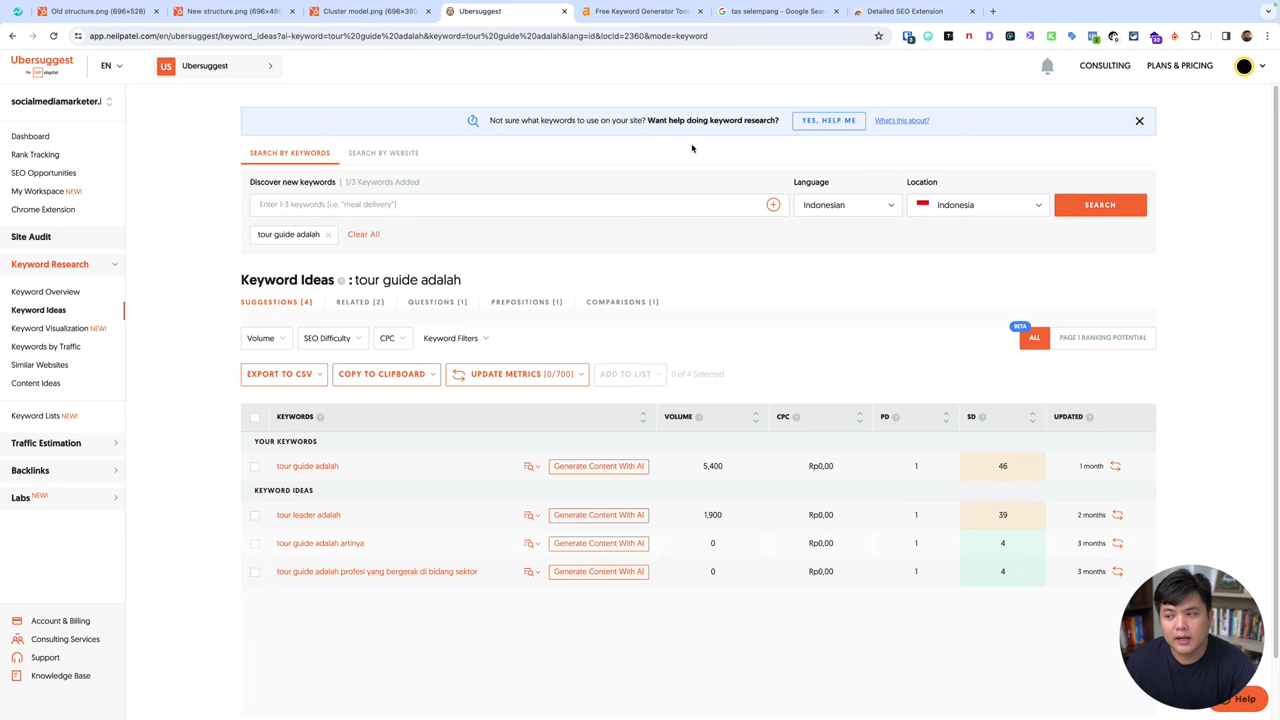 Old structure.png (696×528)
New structure.png (696×480
Cluster model.png (696×390)
Ubersuggest
Free Keyword Generator Tool
tas selempang - Google Sear
Detailed SEO Extension
app.neilpatel.com/en/ubersuggest/keyword_ideas?ai-keyword=tour%20guide%20adalah&keyword=tour%20guide%20adalah&lang=id&locId=2360&mode=keyword
Ubersuggest
by NP digital
EN
US
Ubersuggest
CONSULTING
PLANS & PRICING
socialmediamarketer.i
Dashboard
Rank Tracking
SEO Opportunities
My Workspace NEW!
Chrome Extension
Site Audit
Keyword Research
Keyword Overview
Keyword Ideas
Keyword Visualization NEW!
Keywords by Traffic
Similar Websites
Content Ideas
Keyword Lists NEW!
Traffic Estimation
Backlinks
Labs NEW!
Account & Billing
Consulting Services
Support
Knowledge Base
Not sure what keywords to use on your site? Want help doing keyword research?
YES, HELP ME
What's this about?
SEARCH BY KEYWORDS
SEARCH BY WEBSITE
Discover new keywords | 1/3 Keywords Added
Language
Location
Enter 1-3 keywords [i.e. "meal delivery"]
Indonesian
Indonesia
SEARCH
tour guide adalah
Clear All
Keyword Ideas : tour guide adalah
SUGGESTIONS (4)
RELATED (2)
QUESTIONS (1)
PREPOSITIONS (1)
COMPARISONS (1)
Volume
SEO Difficulty
CPC
Keyword Filters
BETA
ALL
PAGE 1 RANKING POTENTIAL
EXPORT TO CSV
COPY TO CLIPBOARD
UPDATE METRICS (0/700)
ADD TO LIST
0 of 4 Selected
KEYWORDS VOLUME CPC PD SD UPDATED
YOUR KEYWORDS
tour guide adalah Generate Content With AI 5,400 Rp0,00 1 46 1 month
KEYWORD IDEAS
tour leader adalah Generate Content With AI 1,900 Rp0,00 1 39 2 months
tour guide adalah artinya Generate Content With AI 0 Rp0,00 1 4 3 months
tour guide adalah profesi yang bergerak di bidang sektor Generate Content With AI 0 Rp0,00 1 4 3 months
Help